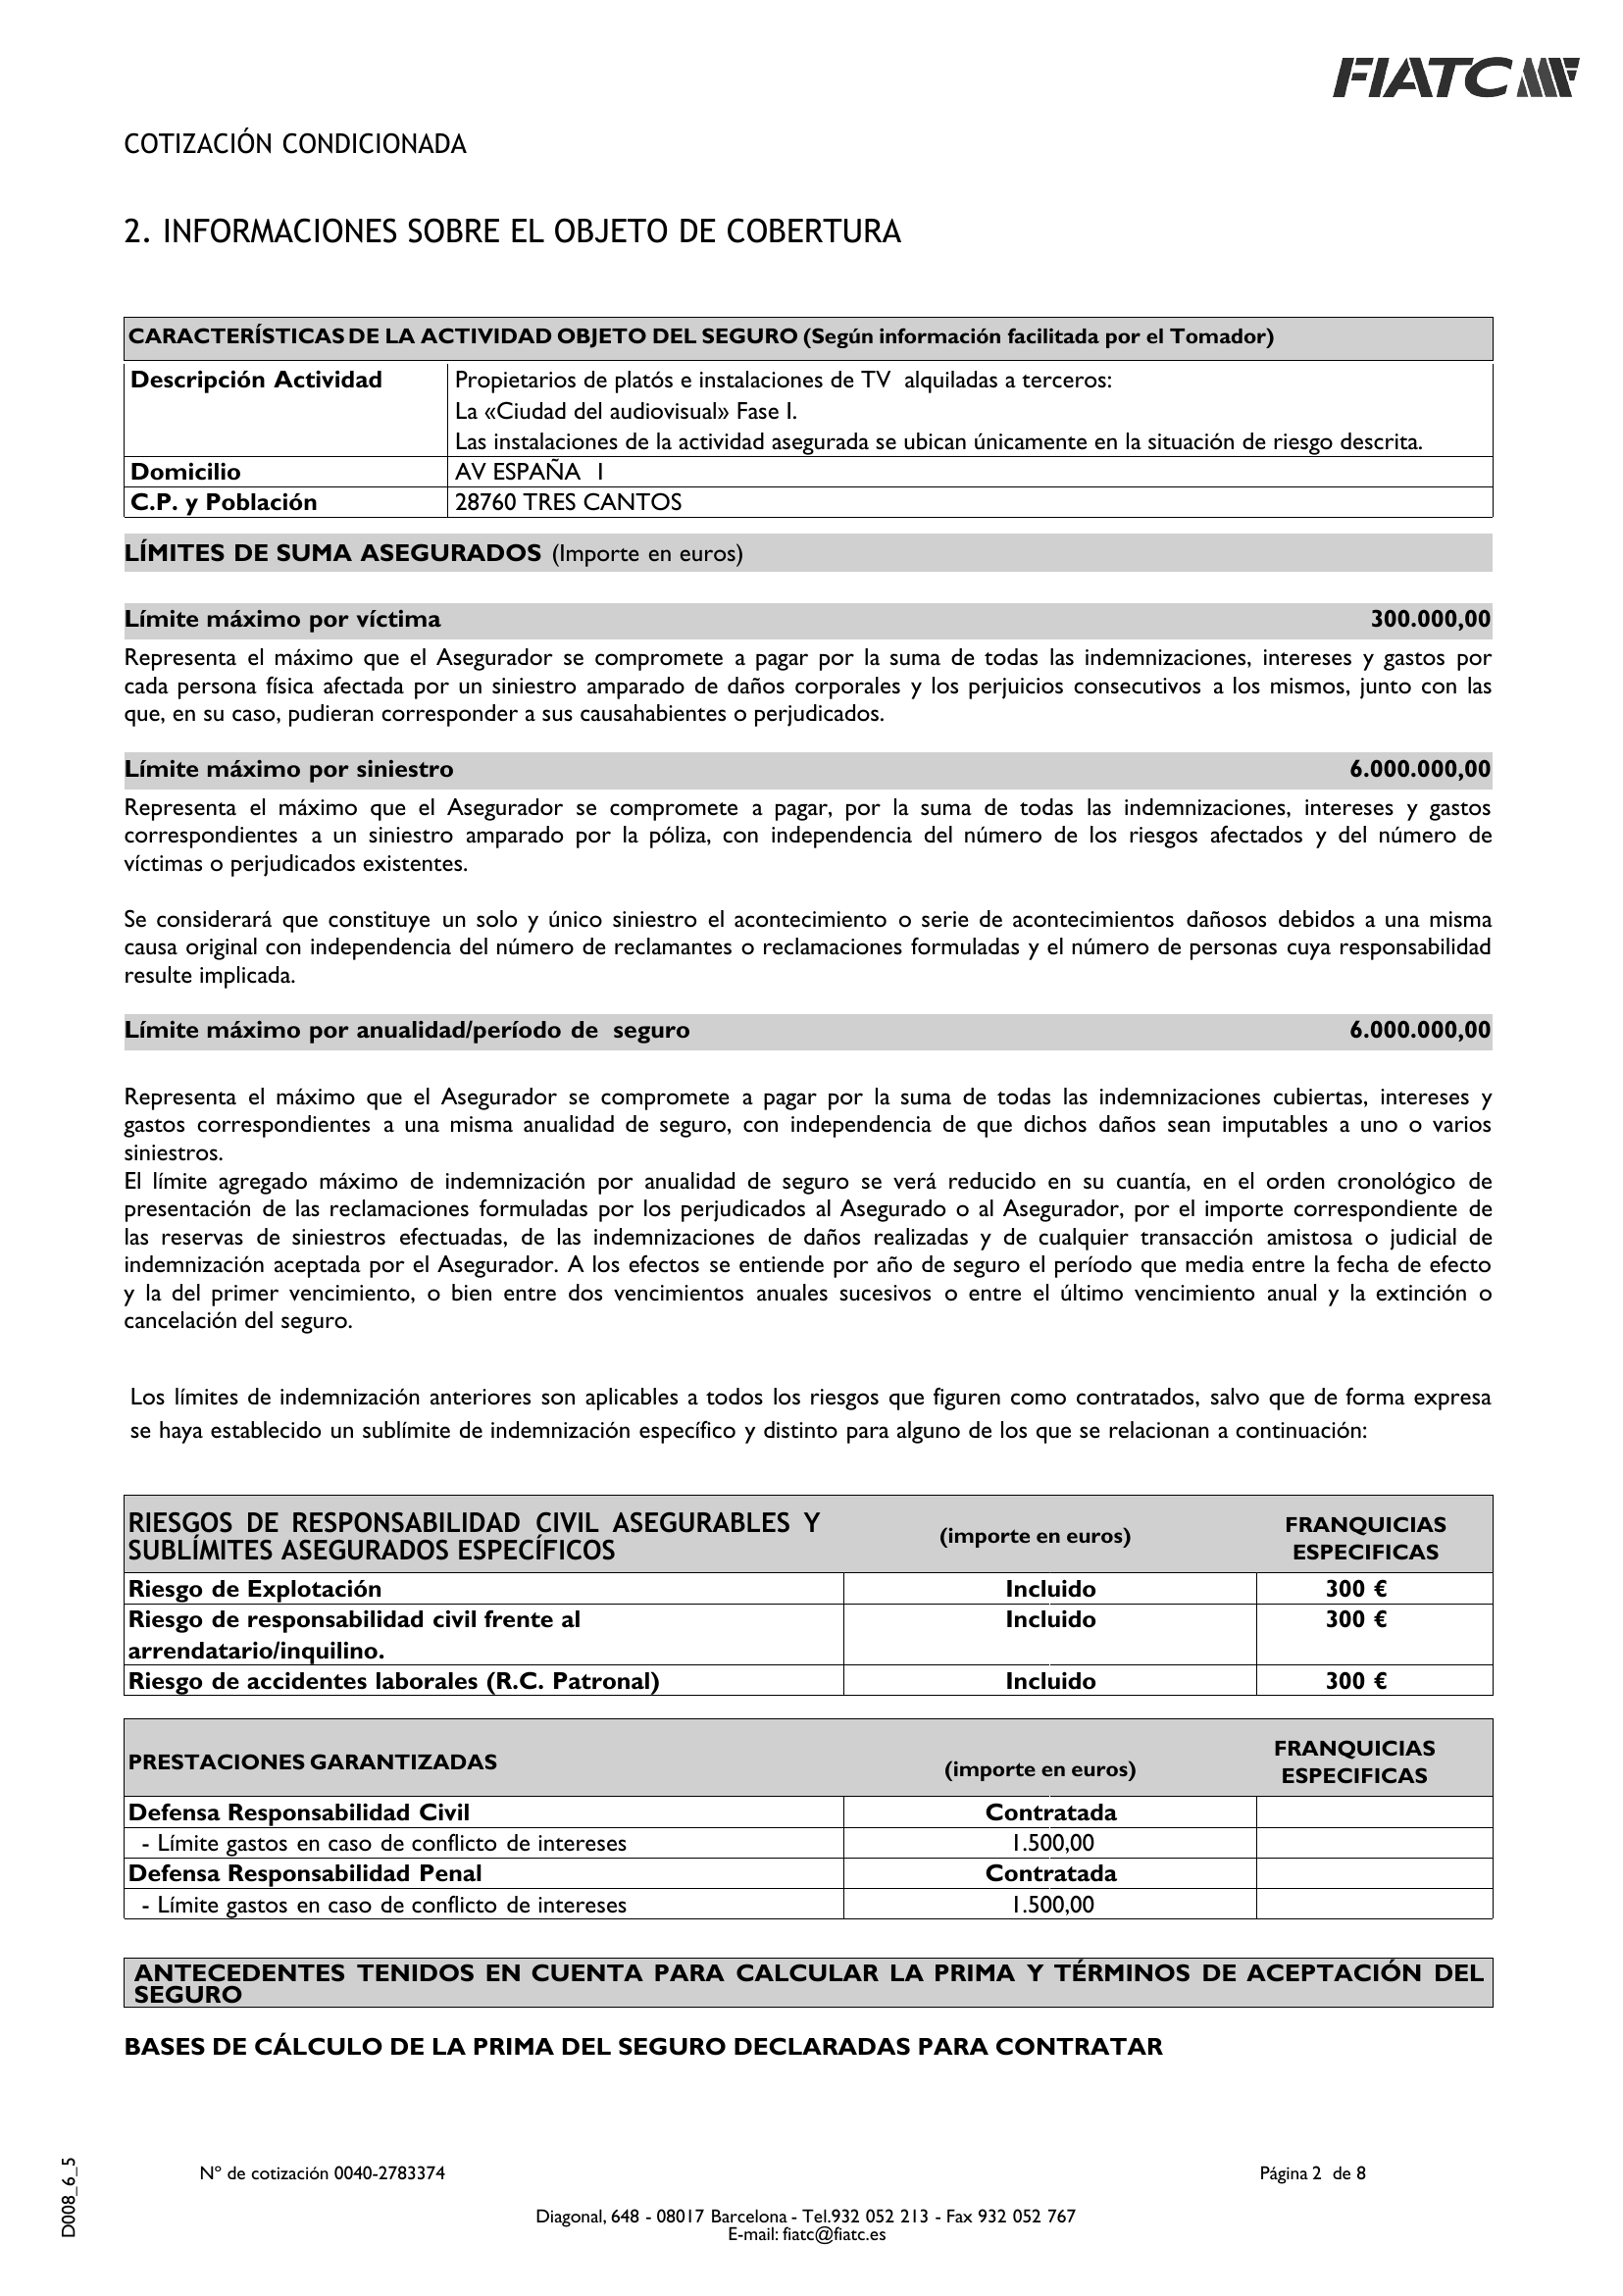 FIATC
COTIZACIÓN CONDICIONADA
2. INFORMACIONES SOBRE EL OBJETO DE COBERTURA
CARACTERÍSTICAS DE LA ACTIVIDAD OBJETO DEL SEGURO (Según información facilitada por el Tomador)
Descripción Actividad Propietarios de platós e instalaciones de TV alquiladas a terceros:
La «Ciudad del audiovisual» Fase I.
Las instalaciones de la actividad asegurada se ubican únicamente en la situación de riesgo descrita.
Domicilio AV ESPAÑA 1
C.P. y Población 28760 TRES CANTOS
LÍMITES DE SUMA ASEGURADOS (Importe en euros)
Límite máximo por víctima 300.000,00
Representa el máximo que el Asegurador se compromete a pagar por la suma de todas las indemnizaciones, intereses y gastos por
cada persona física afectada por un siniestro amparado de daños corporales y los perjuicios consecutivos a los mismos, junto con las
que, en su caso, pudieran corresponder a sus causahabientes o perjudicados.
Límite máximo por siniestro 6.000.000,00
Representa el máximo que el Asegurador se compromete a pagar, por la suma de todas las indemnizaciones, intereses y gastos
correspondientes a un siniestro amparado por la póliza, con independencia del número de los riesgos afectados y del número de
víctimas o perjudicados existentes.
Se considerará que constituye un solo y único siniestro el acontecimiento o serie de acontecimientos dañosos debidos a una misma
causa original con independencia del número de reclamantes o reclamaciones formuladas y el número de personas cuya responsabilidad
resulte implicada.
Límite máximo por anualidad/período de seguro 6.000.000,00
Representa el máximo que el Asegurador se compromete a pagar por la suma de todas las indemnizaciones cubiertas, intereses y
gastos correspondientes a una misma anualidad de seguro, con independencia de que dichos daños sean imputables a uno o varios
siniestros.
El límite agregado máximo de indemnización por anualidad de seguro se verá reducido en su cuantía, en el orden cronológico de
presentación de las reclamaciones formuladas por los perjudicados al Asegurado o al Asegurador, por el importe correspondiente de
las reservas de siniestros efectuadas, de las indemnizaciones de daños realizadas y de cualquier transacción amistosa o judicial de
indemnización aceptada por el Asegurador. A los efectos se entiende por año de seguro el período que media entre la fecha de efecto
y la del primer vencimiento, o bien entre dos vencimientos anuales sucesivos o entre el último vencimiento anual y la extinción o
cancelación del seguro.
Los límites de indemnización anteriores son aplicables a todos los riesgos que figuren como contratados, salvo que de forma expresa
se haya establecido un sublímite de indemnización específico y distinto para alguno de los que se relacionan a continuación:
RIESGOS DE RESPONSABILIDAD CIVIL ASEGURABLES Y
SUBLÍMITES ASEGURADOS ESPECÍFICOS
(importe en euros)
FRANQUICIAS
ESPECIFICAS
Riesgo de Explotación Incluido 300 €
Riesgo de responsabilidad civil frente al Incluido 300 €
arrendatario/inquilino.
Riesgo de accidentes laborales (R.C. Patronal) Incluido 300 €
PRESTACIONES GARANTIZADAS
(importe en euros)
FRANQUICIAS
ESPECIFICAS
Defensa Responsabilidad Civil Contratada
- Límite gastos en caso de conflicto de intereses 1.500,00
Defensa Responsabilidad Penal Contratada
- Límite gastos en caso de conflicto de intereses 1.500,00
ANTECEDENTES TENIDOS EN CUENTA PARA CALCULAR LA PRIMA Y TÉRMINOS DE ACEPTACIÓN DEL
SEGURO
BASES DE CÁLCULO DE LA PRIMA DEL SEGURO DECLARADAS PARA CONTRATAR
D008_6_5
Nº de cotización 0040-2783374 Página 2 de 8
Diagonal, 648 - 08017 Barcelona - Tel.932 052 213 - Fax 932 052 767
E-mail: fiatc@fiatc.es